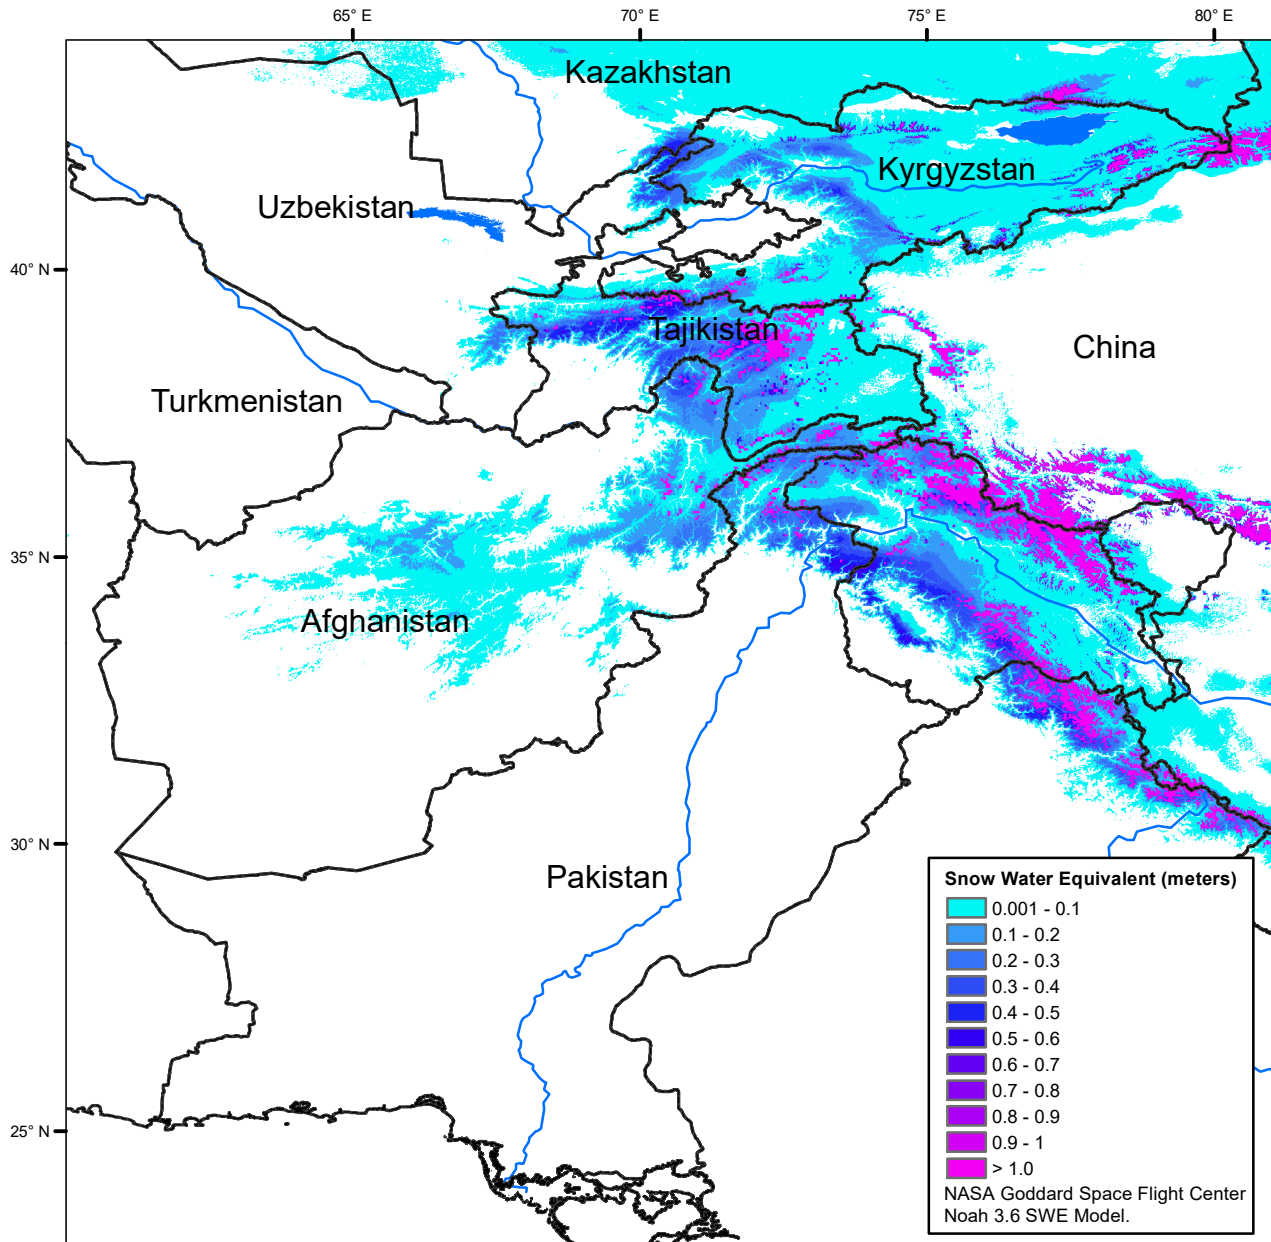 65° E
70° E
75° E
80° E
Kazakhstan
Kyrgyzstan
Uzbekistan
40° N
Tajikistan
China
Turkmenistan
35° N
Afghanistan
30° N
Pakistan
25° N
Snow Water Equivalent (meters)
0.001 - 0.1
0.1 - 0.2
0.2 - 0.3
0.3 - 0.4
0.4 - 0.5
0.5 - 0.6
0.6 - 0.7
0.7 - 0.8
0.8 - 0.9
0.9 - 1
> 1.0
NASA Goddard Space Flight Center
Noah 3.6 SWE Model.